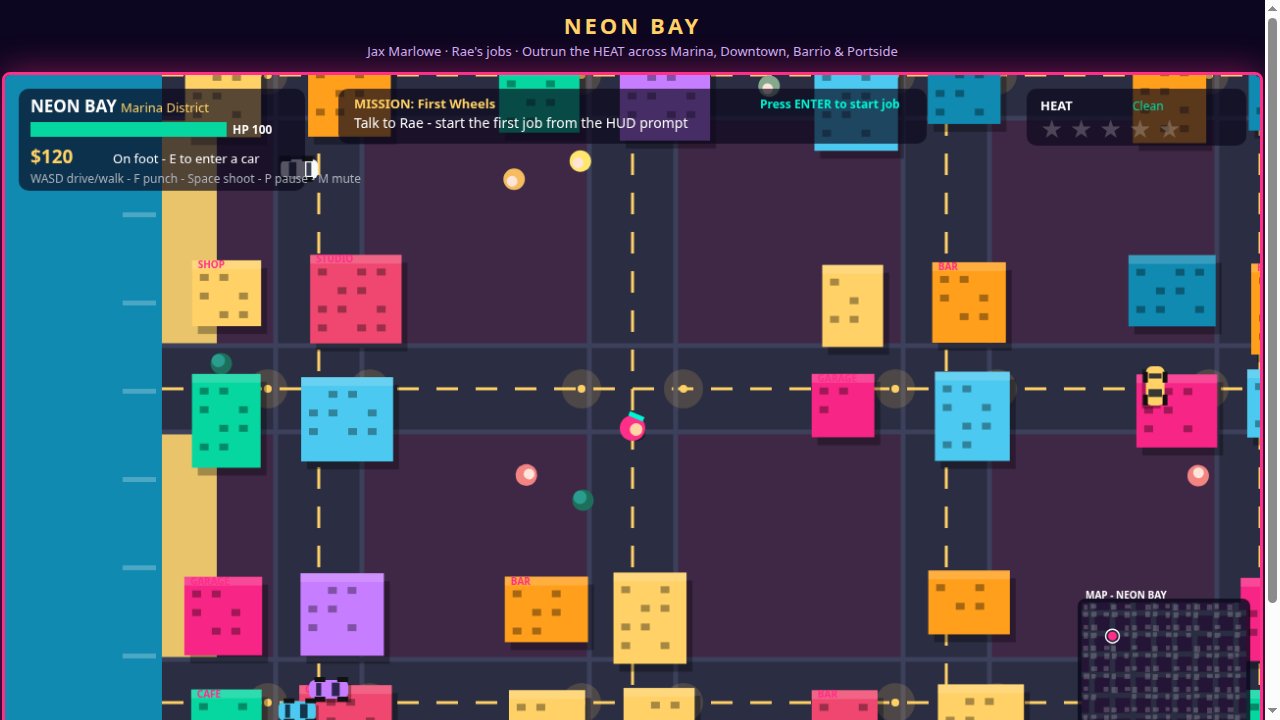 NEON BAY
Jax Marlowe · Rae's jobs · Outrun the HEAT across Marina, Downtown, Barrio & Portside
NEON BAY Marina District
HP 100
$120 On foot - E to enter a car
WASD drive/walk - F punch - Space shoot - P pause - M mute
MISSION: First Wheels
Press ENTER to start job
Talk to Rae - start the first job from the HUD prompt
HEAT Clean
SHOP
STUDIO
BAR
GARAGE
GARAGE
BAR
MAP - NEON BAY
CAFE
BAR